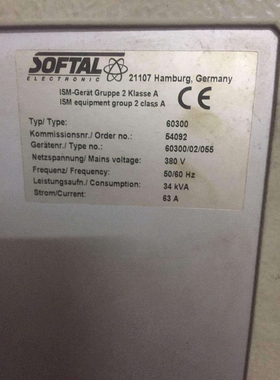 SOFTAL
ELECTRONIC
21107 Hamburg, Germany
ISM-Gerät Gruppe 2 Klasse A
ISM equipment group 2 class A
CE
Typ/ Type: 60300
Kommissionsnr./ Order no.: 54092
Gerätenr./ Type no.: 60300/02/055
Netzspannung/ Mains voltage: 380 V
Frequenz/ Frequency: 50/60 Hz
Leistungsaufn./ Consumption: 34 kVA
Strom/Current: 63 A